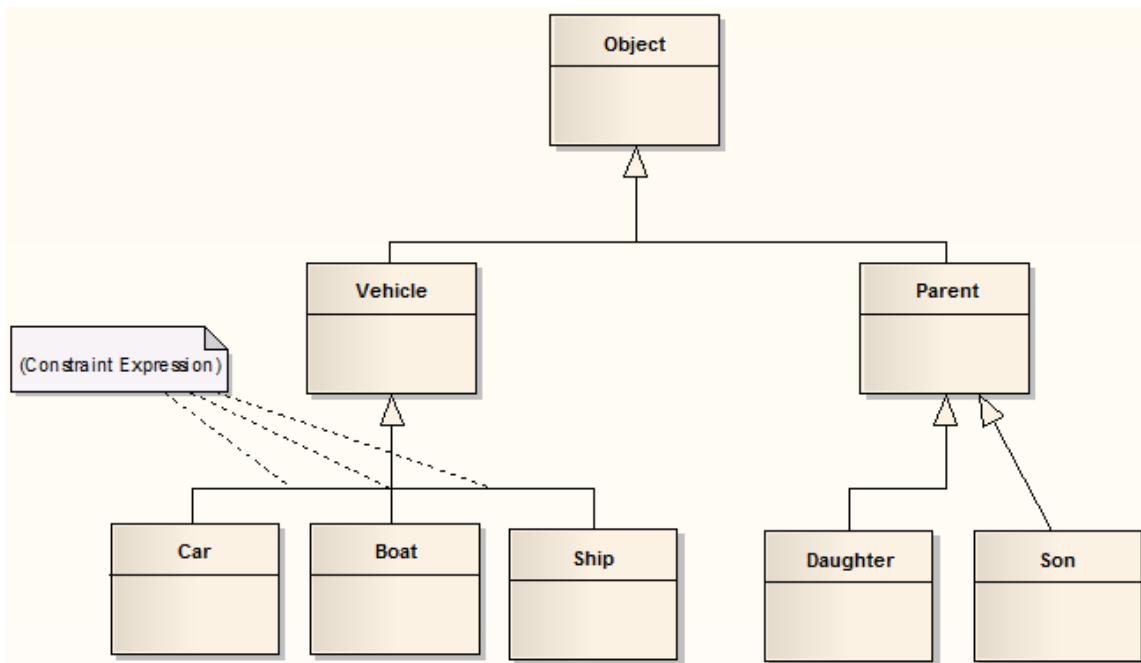 Object
Vehicle
Parent
(Constraint Expression)
Car
Boat
Ship
Daughter
Son